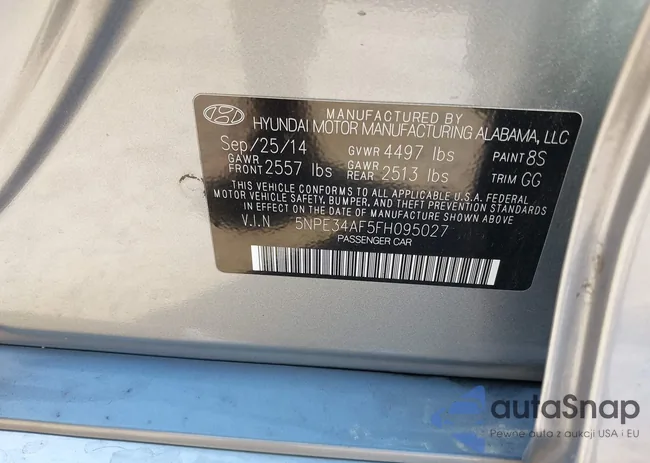 MANUFACTURED BY
HYUNDAI MOTOR MANUFACTURING ALABAMA, LLC
Sep/25/14 GVWR 4497 lbs PAINT 8S
GAWR FRONT 2557 lbs GAWR REAR 2513 lbs TRIM GG
THIS VEHICLE CONFORMS TO ALL APPLICABLE U.S.A. FEDERAL
MOTOR VEHICLE SAFETY, BUMPER, AND THEFT PREVENTION STANDARDS
IN EFFECT ON THE DATE OF MANUFACTURE SHOWN ABOVE
V.I.N 5NPE34AF5FH095027
PASSENGER CAR
autaSnap
Pewne auta z aukcji USA i EU